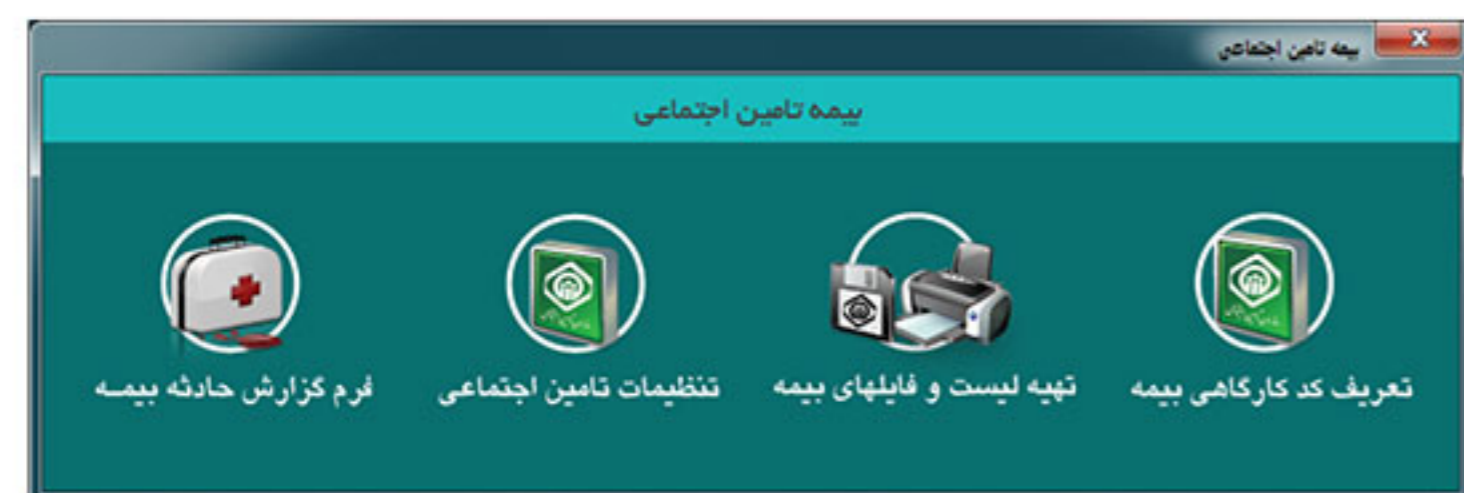 بیمه تامین اجتماعی
بیمه تامین اجتماعی
تعریف کد کارگاهی بیمه
تهیه لیست و فایلهای بیمه
تنظیمات تامین اجتماعی
فرم گزارش حادثه بیمــه